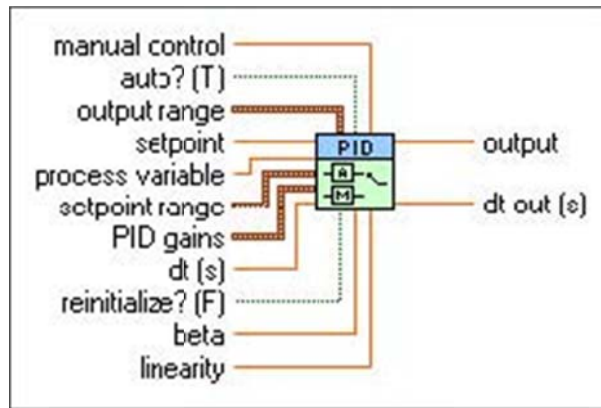 manual control
auto? (T)
output range
setpoint
process variable
setpoint range
PID gains
dt (s)
reinitialize? (F)
beta
linearity
PID
A
M
output
dt out (s)